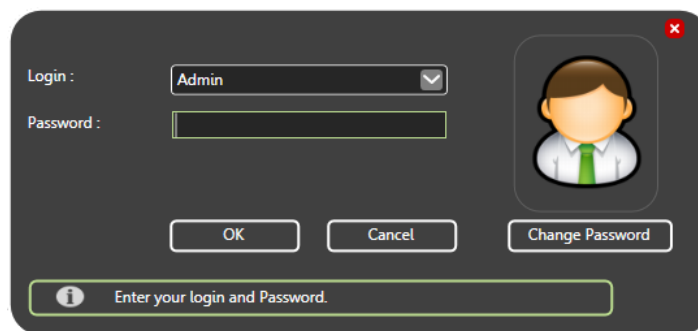 Login :
Admin
Password :
OK
Cancel
Change Password
Enter your login and Password.